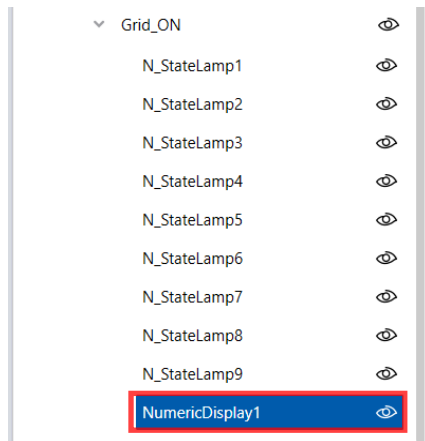 Grid_ON
N_StateLamp1
N_StateLamp2
N_StateLamp3
N_StateLamp4
N_StateLamp5
N_StateLamp6
N_StateLamp7
N_StateLamp8
N_StateLamp9
NumericDisplay1